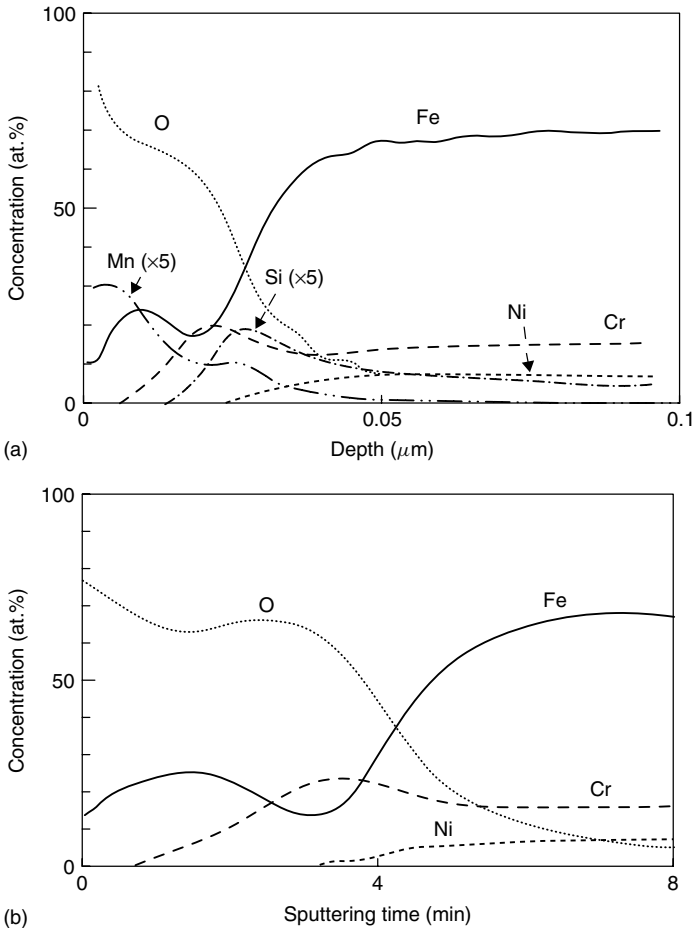 100
O
Fe
Concentration (at.%)
50
Mn (×5)
Si (×5)
Ni
Cr
0
0
0.05
0.1
(a)
Depth (μm)
100
O
Fe
Concentration (at.%)
50
Cr
Ni
0
0
4
8
(b)
Sputtering time (min)